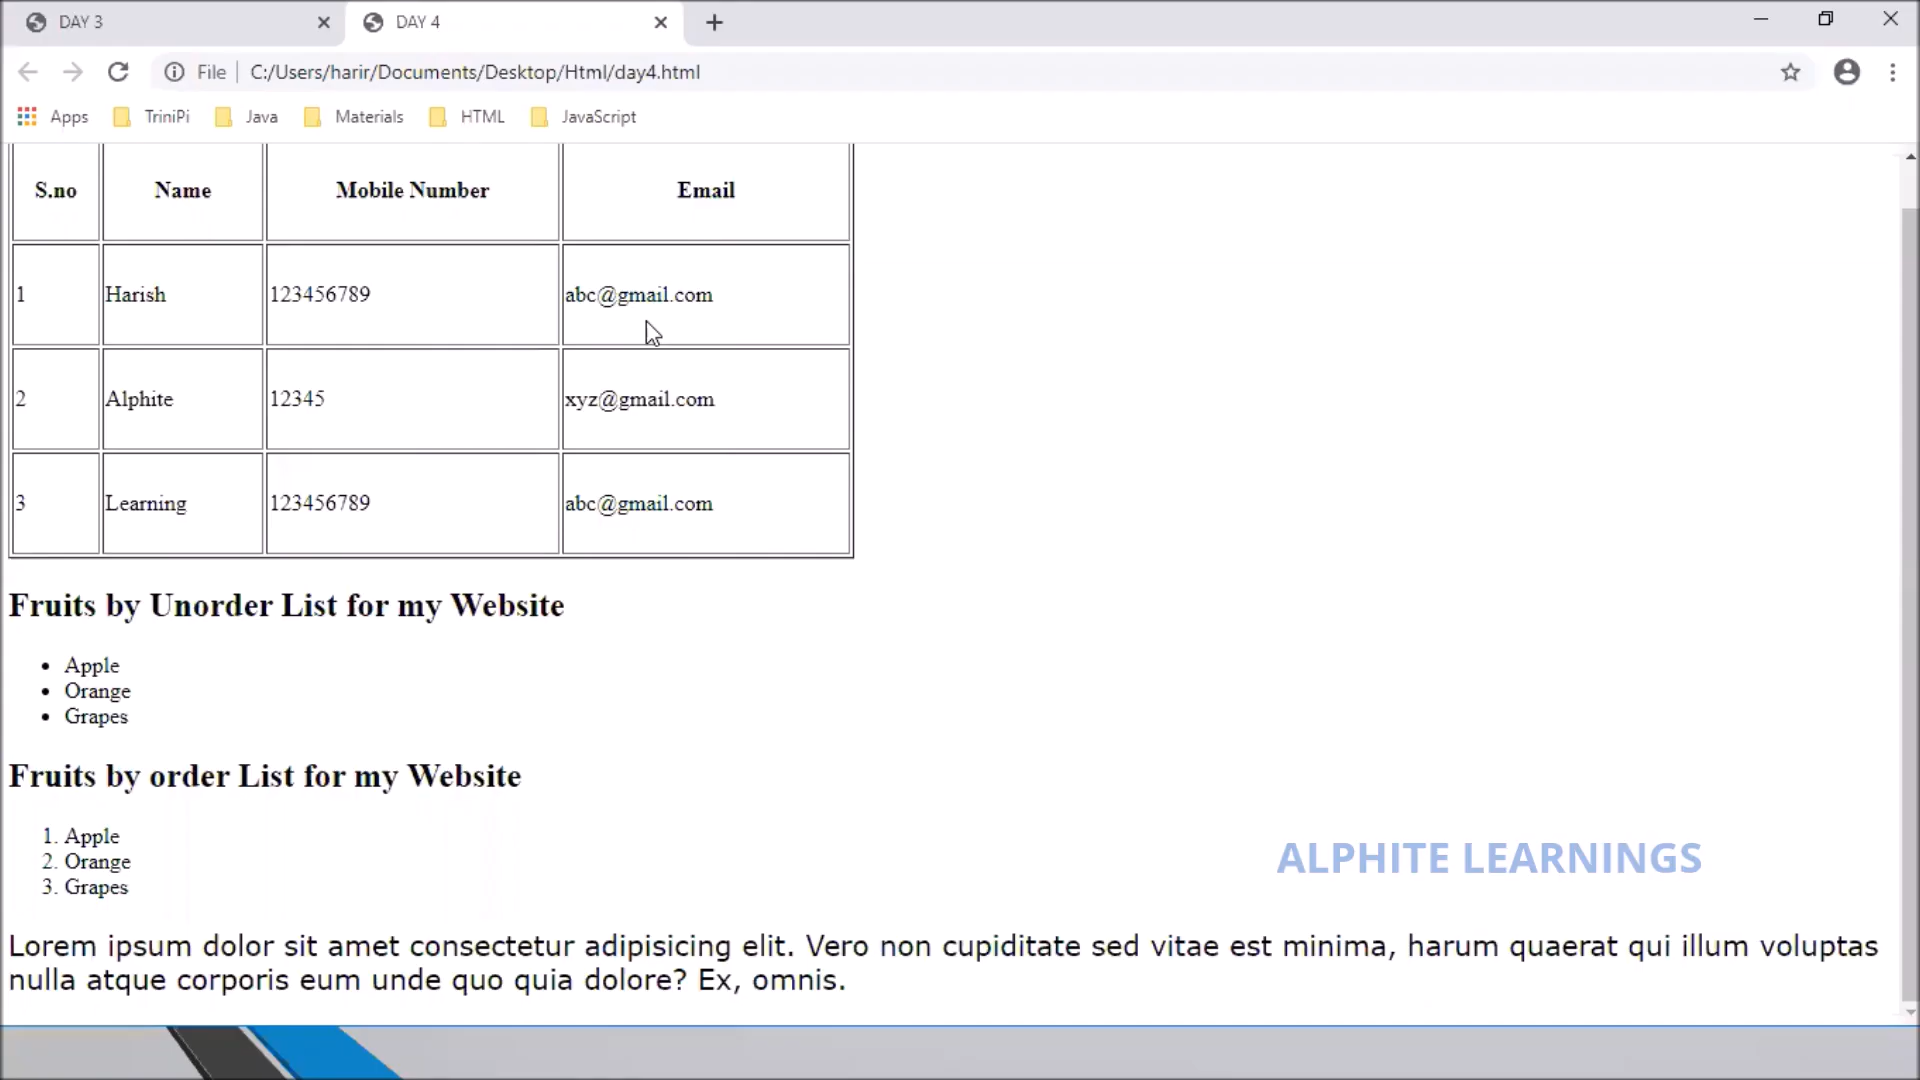 DAY 3
DAY 4
File
C:/Users/harir/Documents/Desktop/Html/day4.html
Apps TriniPi Java Materials HTML JavaScript
S.no Name Mobile Number Email
1 Harish 123456789 abc@gmail.com
2 Alphite 12345 xyz@gmail.com
3 Learning 123456789 abc@gmail.com
Fruits by Unorder List for my Website
• Apple
• Orange
• Grapes
Fruits by order List for my Website
1. Apple
2. Orange
3. Grapes
ALPHITE LEARNINGS
Lorem ipsum dolor sit amet consectetur adipisicing elit. Vero non cupiditate sed vitae est minima, harum quaerat qui illum voluptas
nulla atque corporis eum unde quo quia dolore? Ex, omnis.